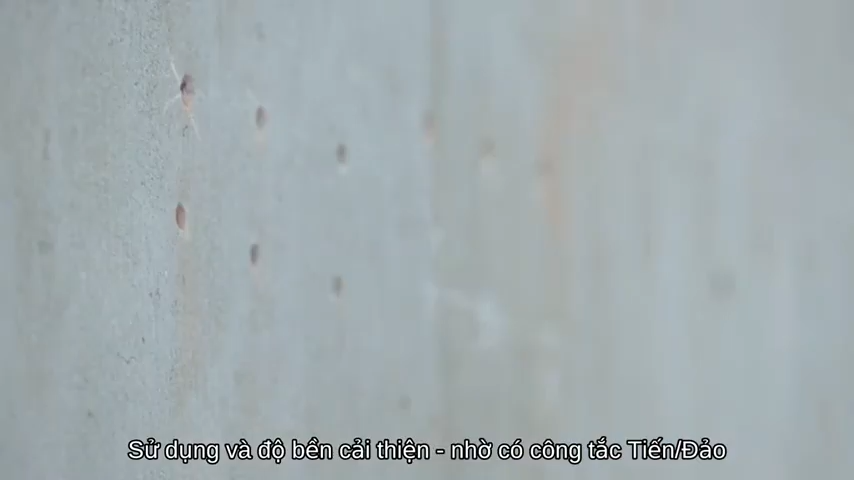 Sử dụng và độ bền cải thiện - nhờ có công tắc Tiến/Đảo